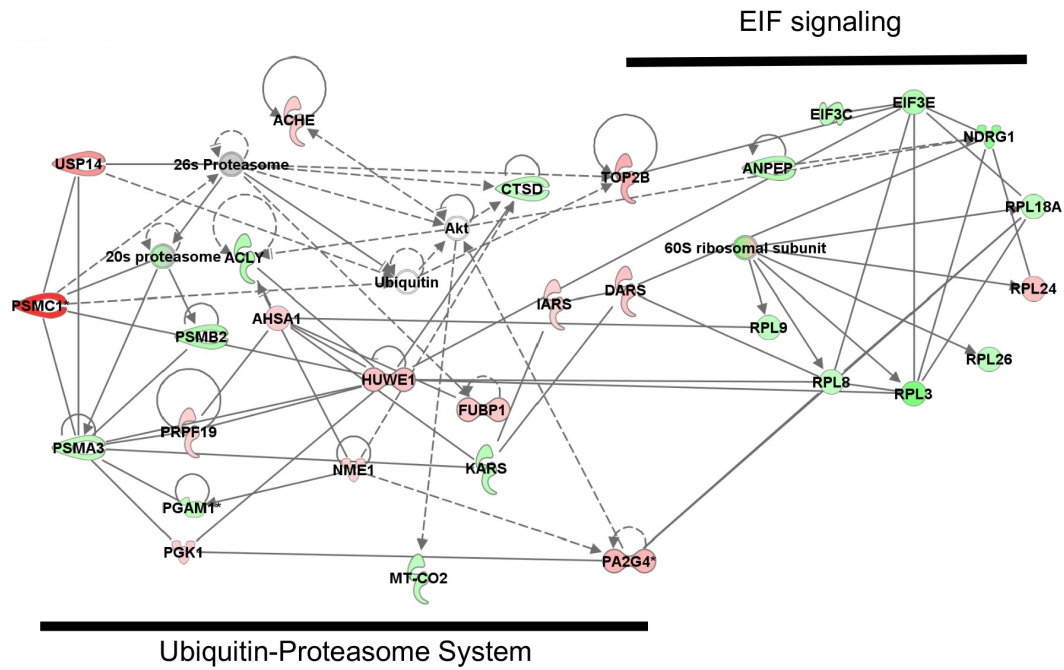 EIF signaling
EIF3E
EIF3C
ACHE
NDRG1
USP14
26s Proteasome
ANPEP
TOP2B
CTSD
RPL18A
Akt
60S ribosomal subunit
20s proteasome
ACLY
Ubiquitin
DARS
RPL24
IARS
PSMC1*
AHSA1
RPL9
PSMB2
RPL26
HUWE1
RPL8
RPL3
FUBP1
PRPF19
PSMA3
NME1
KARS
PGAM1*
PGK1
PA2G4*
MT-CO2
Ubiquitin-Proteasome System